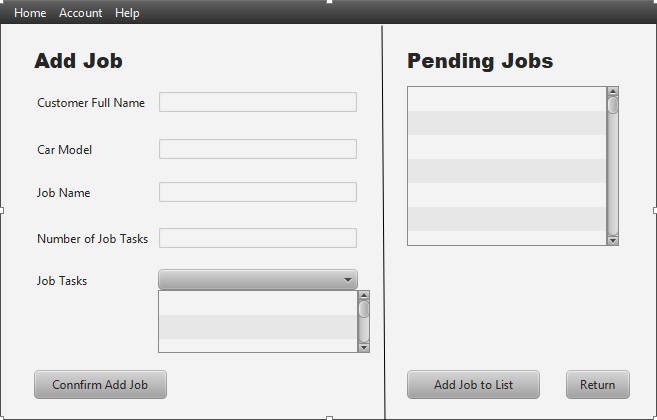 Home Account Help
Add Job
Customer Full Name
Car Model
Job Name
Number of Job Tasks
Job Tasks
Connfirm Add Job
Pending Jobs
Add Job to List
Return